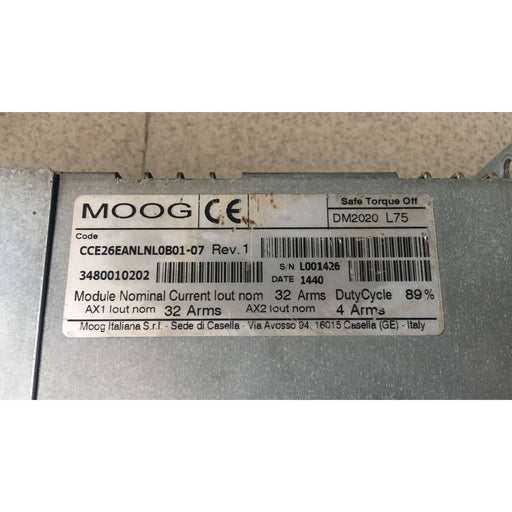 MOOG CE
Safe Torque Off
DM2020 L75
Code
CCE26EANLNL0B01-07 Rev. 1
3480010202
S/N L001426
DATE 1440
Module Nominal Current Iout nom 32 Arms DutyCycle 89%
AX1 Iout nom 32 Arms AX2 Iout nom 4 Arms
Moog Italiana S.r.l. - Sede di Casella - Via Avosso 94, 16015 Casella (GE) - Italy